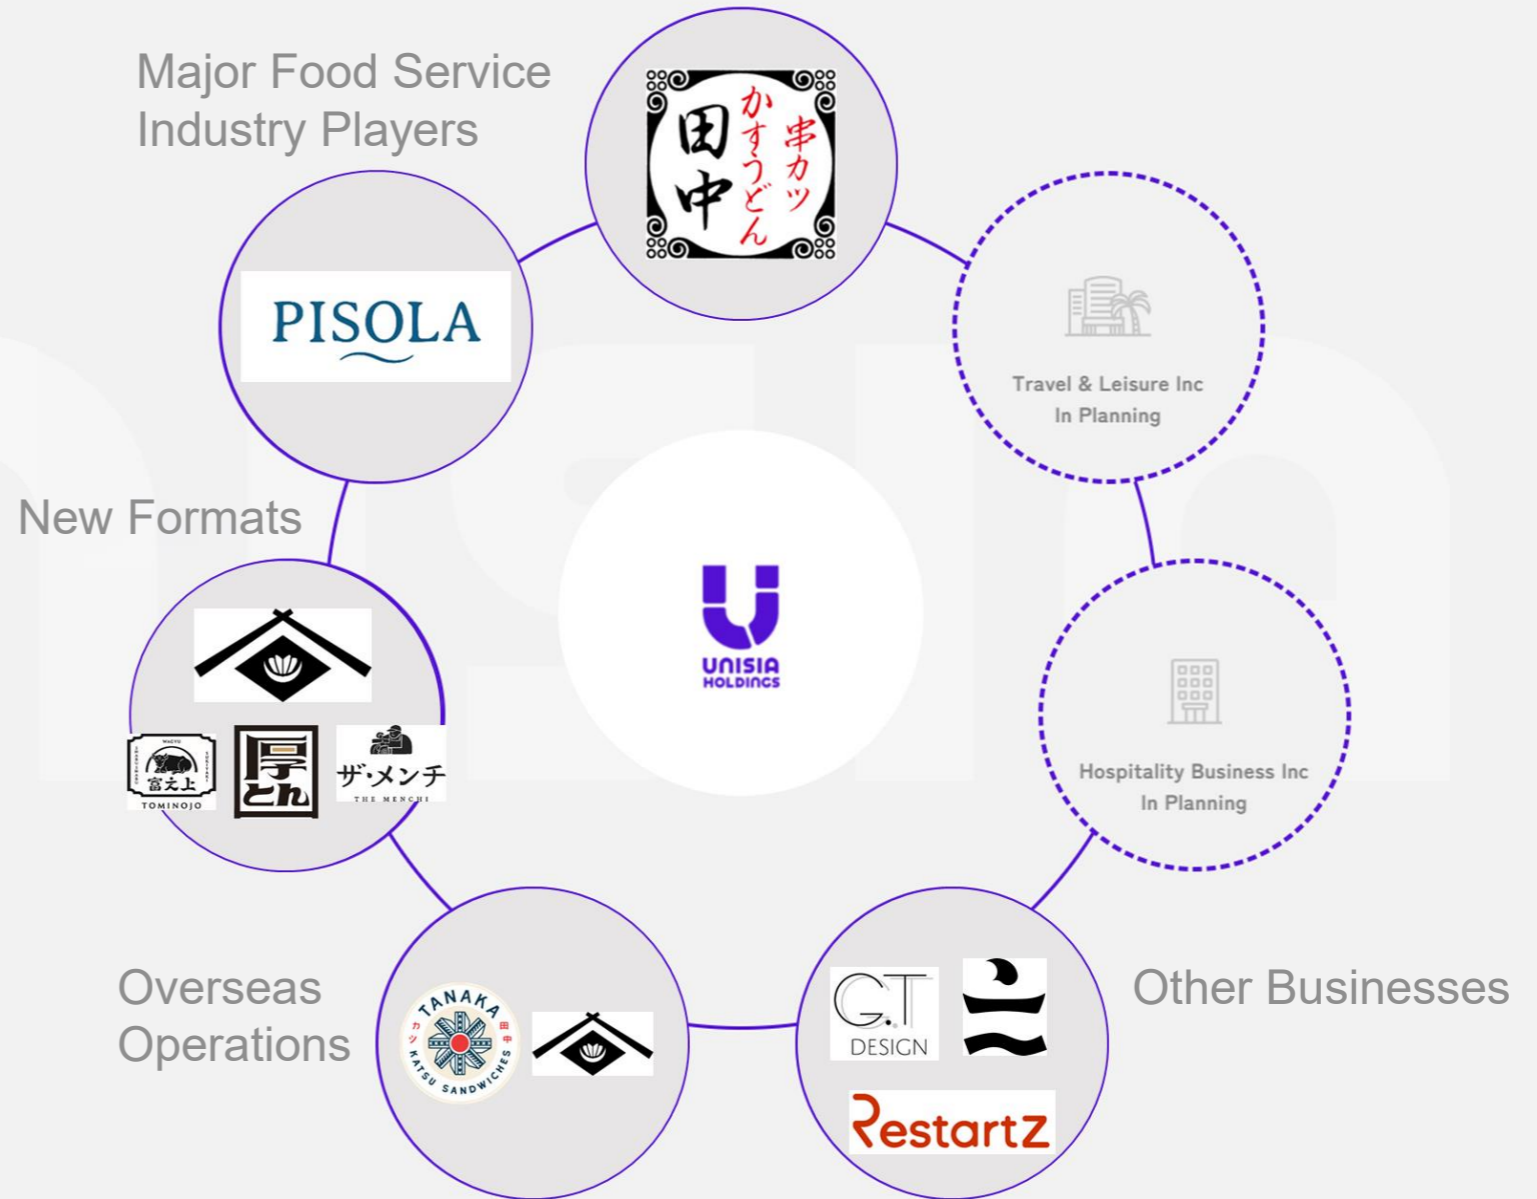 Major Food Service
Industry Players
串カツ
かすうどん
田中
PISOLA
Travel & Leisure Inc
In Planning
New Formats
UNISIA
HOLDINGS
WAGYU
富之上
TOMINOJO
厚とん
ザ・メンチ
THE MENCHI
Hospitality Business Inc
In Planning
Overseas
Operations
TANAKA
カツ
田中
KATSU SANDWICHES
G.T
DESIGN
Restartz
Other Businesses